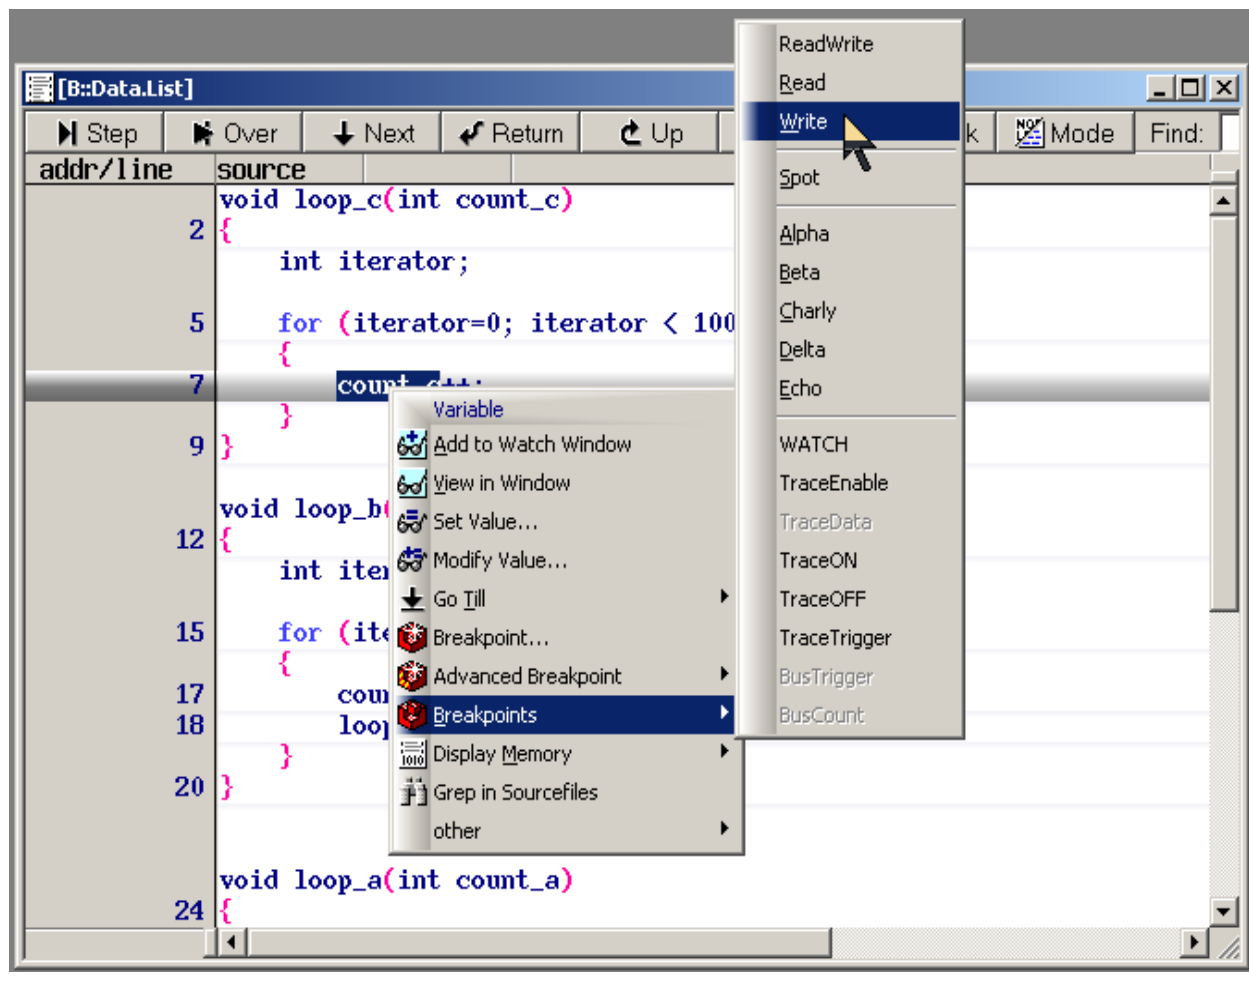 [B::Data.List]
Step Over Next Return Up k Mode Find:
addr/line source
void loop_c(int count_c)
2 {
int iterator;
5 for (iterator=0; iterator < 100
{
7 count_c++;
}
9 }
void loop_b(
12 {
int iter
15 for (ite
{
17 coun
18 loop
}
20 }
void loop_a(int count_a)
24 {
Variable
Add to Watch Window
View in Window
Set Value...
Modify Value...
Go Till
Breakpoint...
Advanced Breakpoint
Breakpoints
Display Memory
Grep in Sourcefiles
other
ReadWrite
Read
Write
Spot
Alpha
Beta
Charly
Delta
Echo
WATCH
TraceEnable
TraceData
TraceON
TraceOFF
TraceTrigger
BusTrigger
BusCount